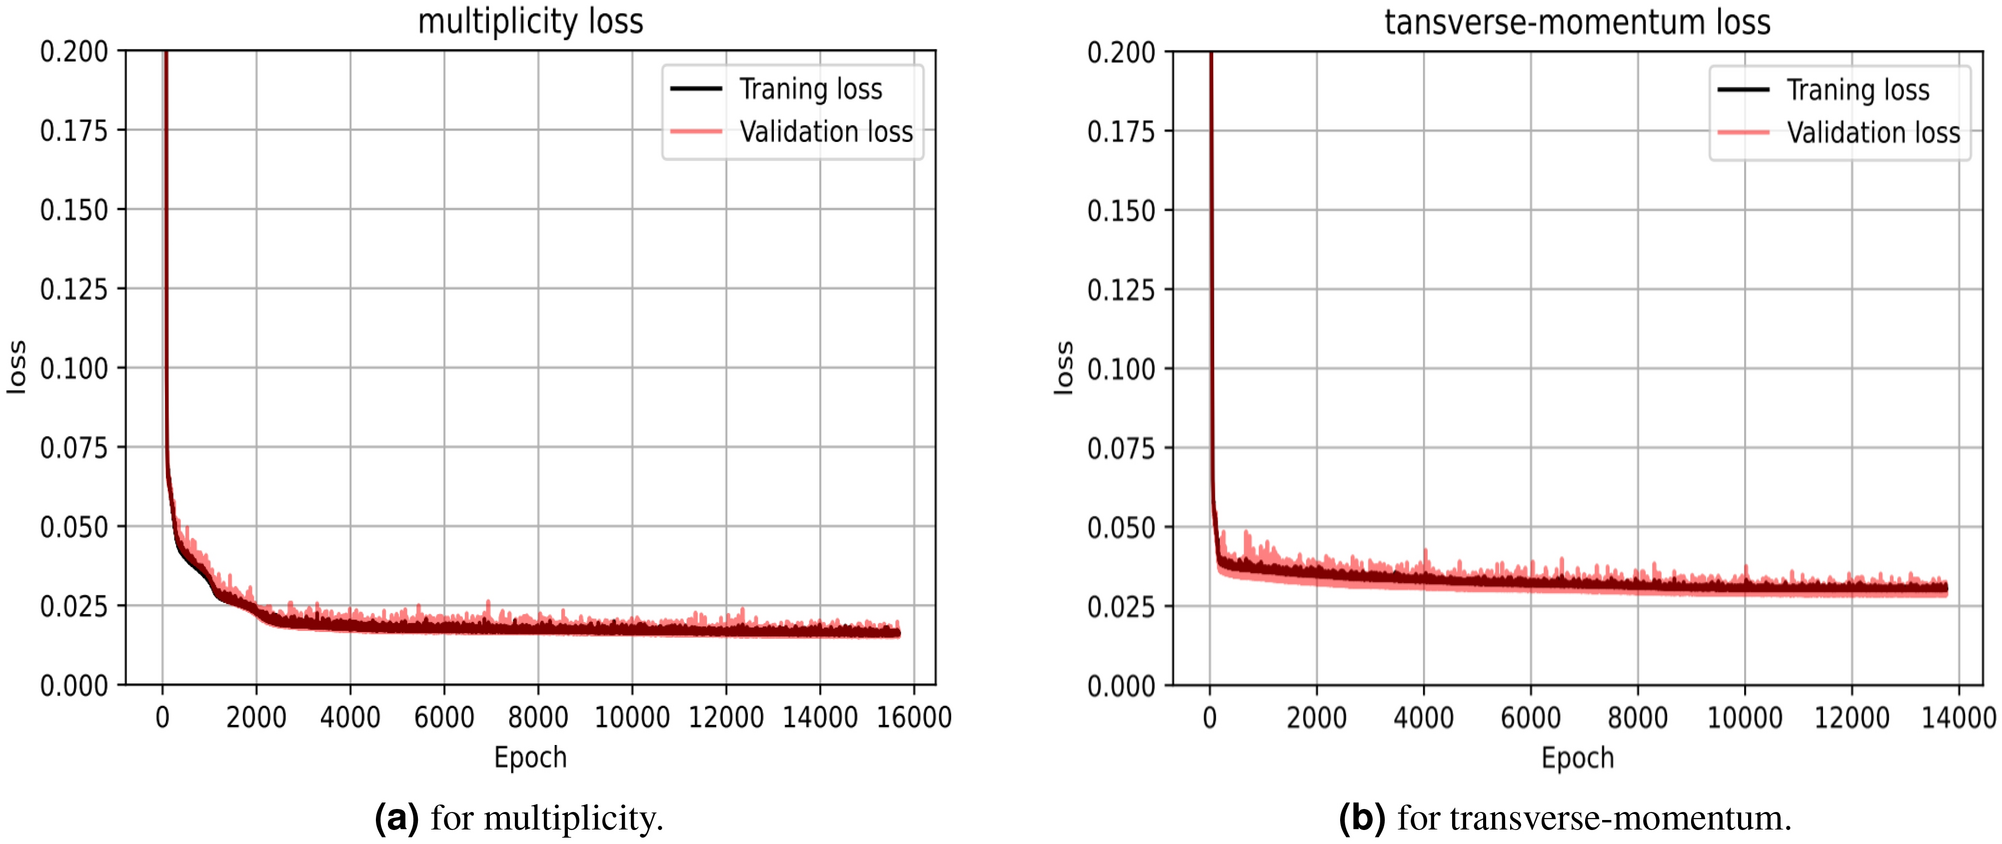 multiplicity loss
0.200
0.175
0.150
0.125
0.100
0.075
0.050
0.025
0.000
loss
Traning loss
Validation loss
0 2000 4000 6000 8000 10000 12000 14000 16000
Epoch
(a) for multiplicity.
tansverse-momentum loss
0.200
0.175
0.150
0.125
0.100
0.075
0.050
0.025
0.000
loss
Traning loss
Validation loss
0 2000 4000 6000 8000 10000 12000 14000
Epoch
(b) for transverse-momentum.